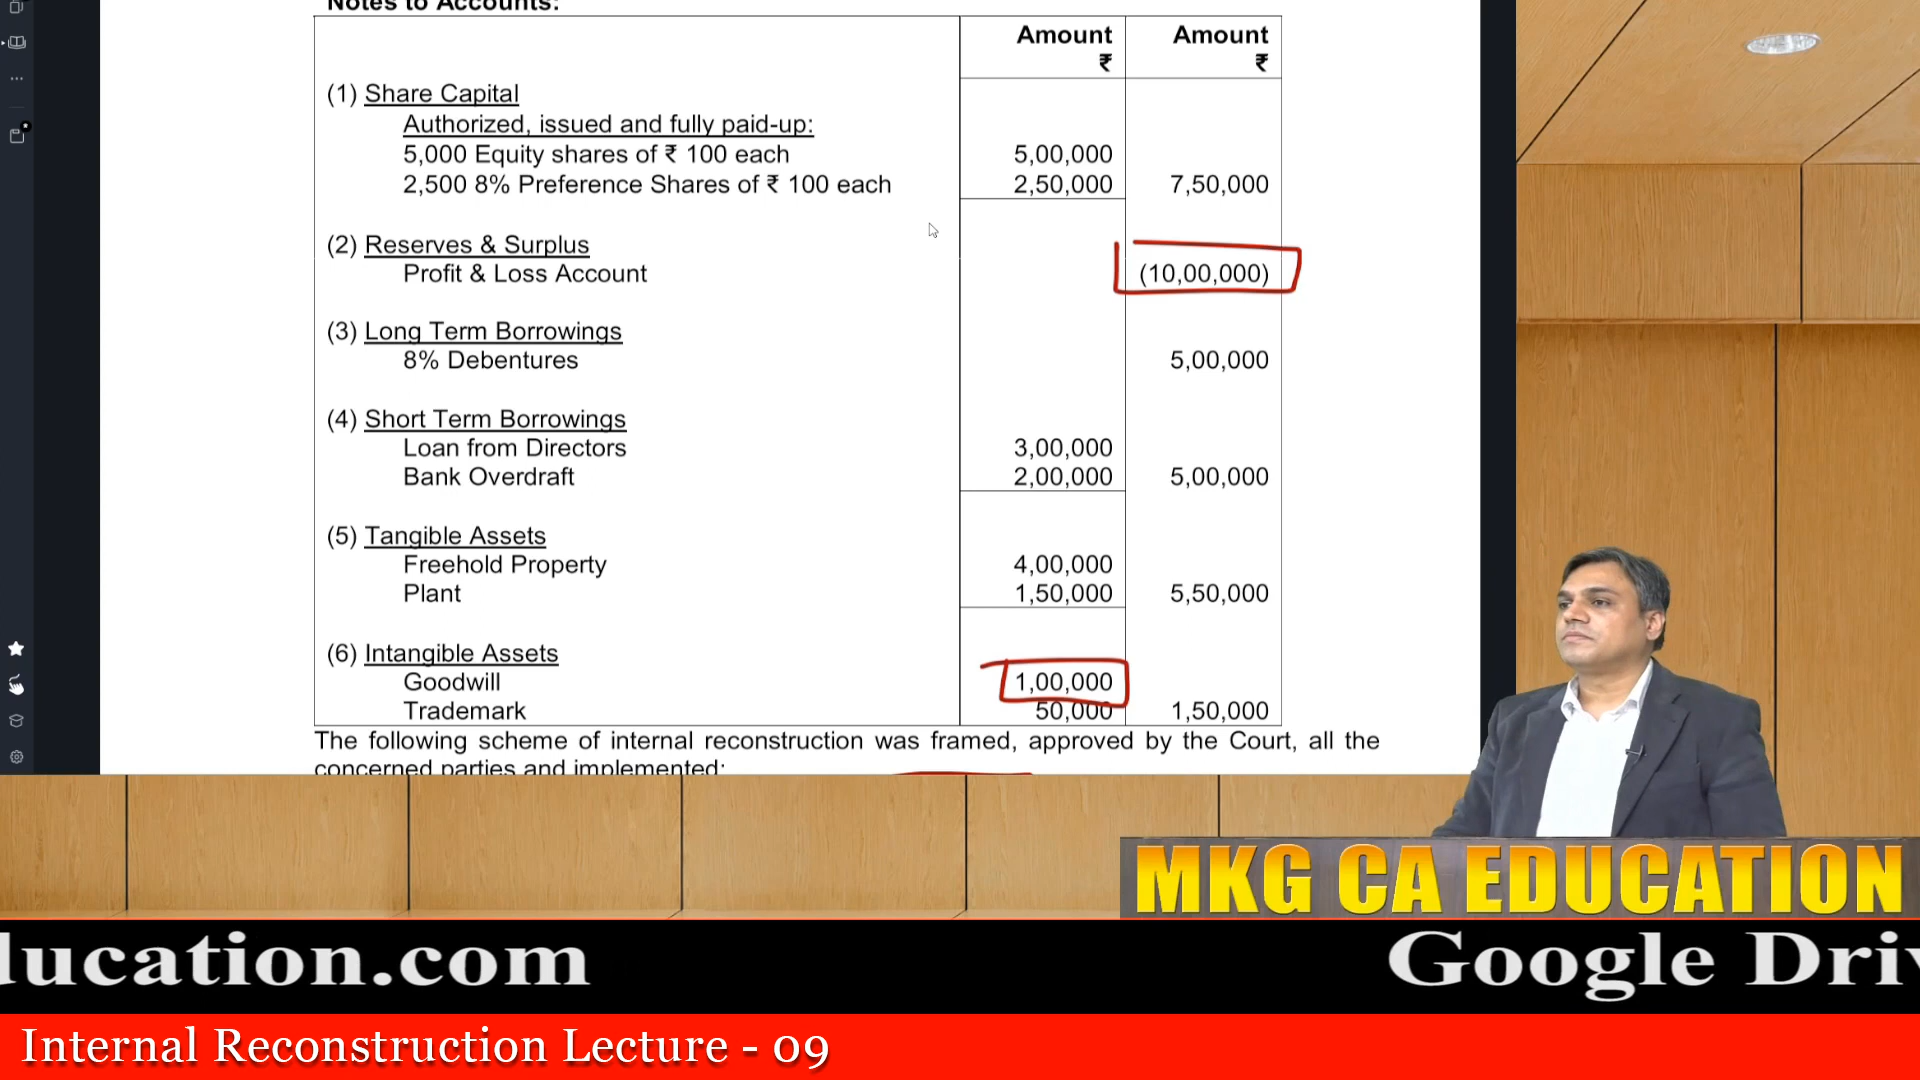 Notes to Accounts:
Amount ₹ Amount ₹
(1) Share Capital
Authorized, issued and fully paid-up:
5,000 Equity shares of ₹ 100 each 5,00,000
2,500 8% Preference Shares of ₹ 100 each 2,50,000 7,50,000
(2) Reserves & Surplus
Profit & Loss Account (10,00,000)
(3) Long Term Borrowings
8% Debentures 5,00,000
(4) Short Term Borrowings
Loan from Directors 3,00,000
Bank Overdraft 2,00,000 5,00,000
(5) Tangible Assets
Freehold Property 4,00,000
Plant 1,50,000 5,50,000
(6) Intangible Assets
Goodwill 1,00,000
Trademark 50,000 1,50,000
The following scheme of internal reconstruction was framed, approved by the Court, all the
concerned parties and implemented:
MKG CA EDUCATION
ducation.com Google Driv
Internal Reconstruction Lecture - 09